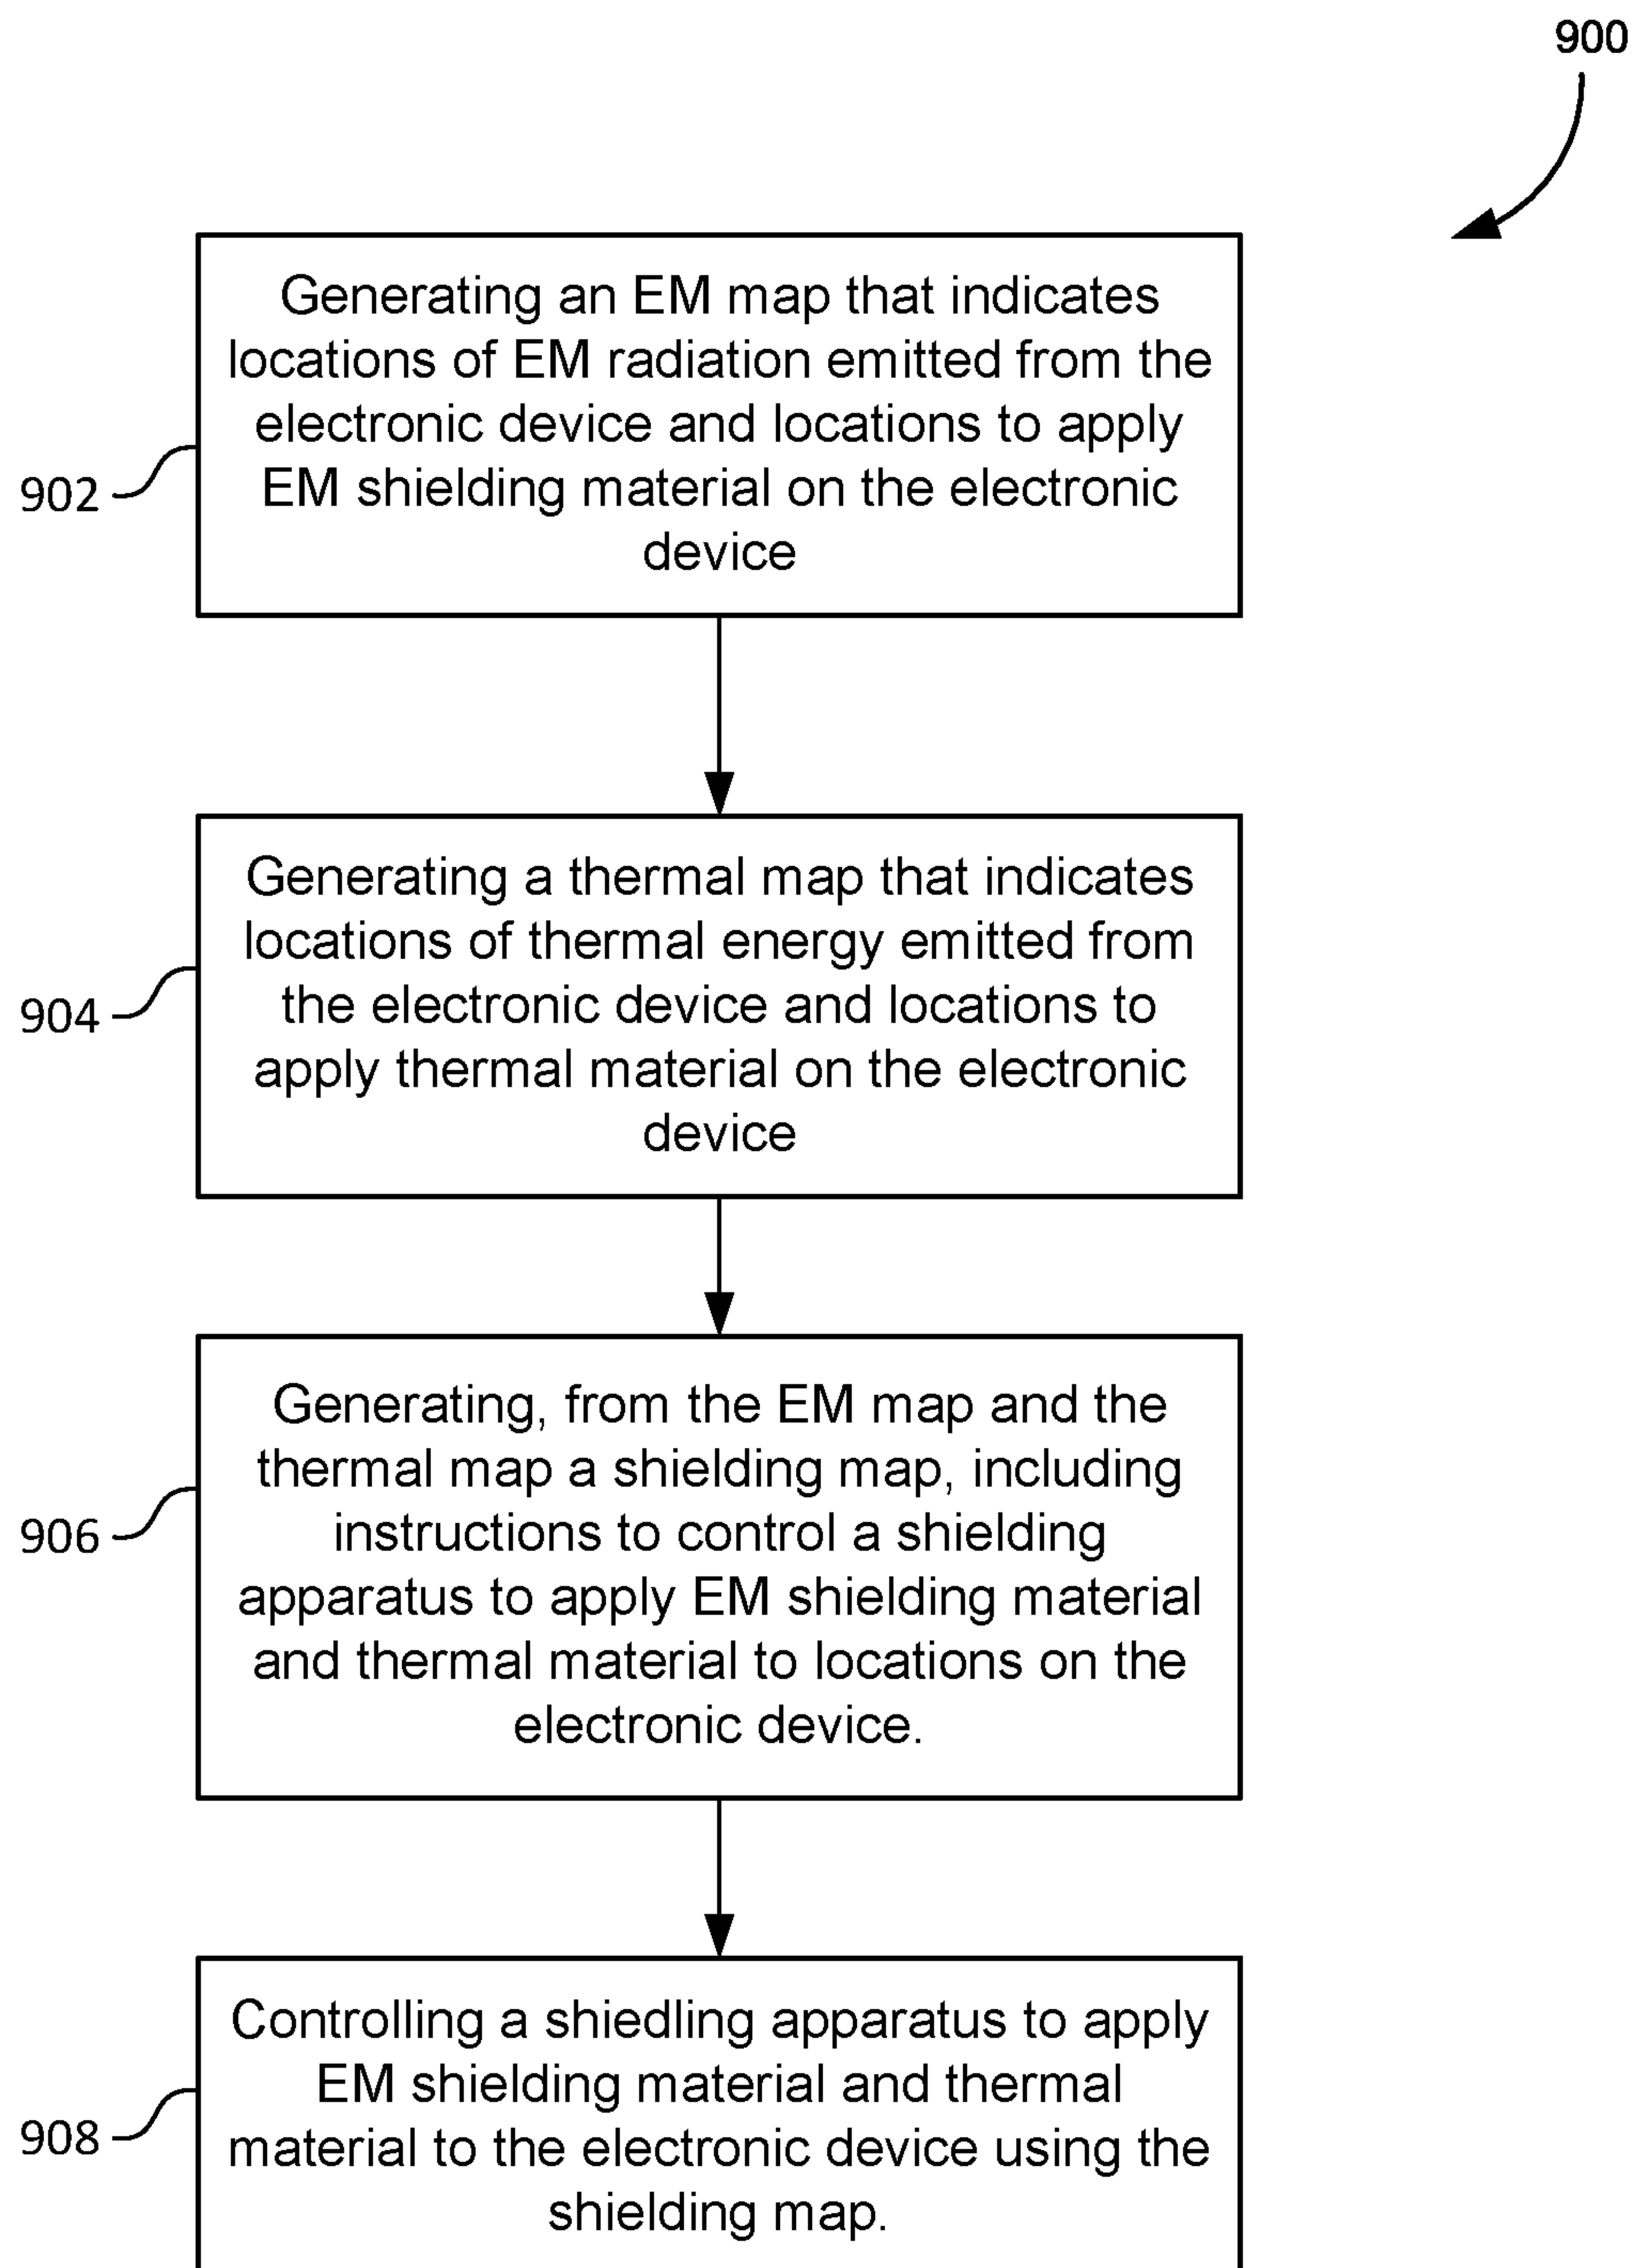 900
Generating an EM map that indicates
locations of EM radiation emitted from the
electronic device and locations to apply
EM shielding material on the electronic
device
902
Generating a thermal map that indicates
locations of thermal energy emitted from
the electronic device and locations to
apply thermal material on the electronic
device
904
Generating, from the EM map and the
thermal map a shielding map, including
instructions to control a shielding
apparatus to apply EM shielding material
and thermal material to locations on the
electronic device.
906
Controlling a shiedling apparatus to apply
EM shielding material and thermal
material to the electronic device using the
shielding map.
908